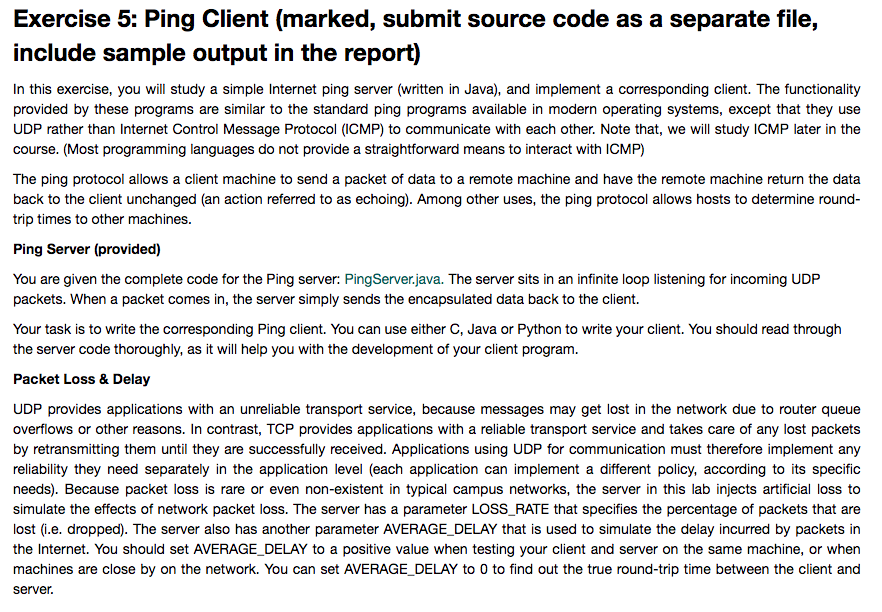 Exercise 5: Ping Client (marked, submit source code as a separate file,
include sample output in the report)
In this exercise, you will study a simple Internet ping server (written in Java), and implement a corresponding client. The functionality
provided by these programs are similar to the standard ping programs available in modern operating systems, except that they use
UDP rather than Internet Control Message Protocol (ICMP) to communicate with each other. Note that, we will study ICMP later in the
course. (Most programming languages do not provide a straightforward means to interact with ICMP)
The ping protocol allows a client machine to send a packet of data to a remote machine and have the remote machine return the data
back to the client unchanged (an action referred to as echoing). Among other uses, the ping protocol allows hosts to determine round-
trip times to other machines.
Ping Server (provided)
You are given the complete code for the Ping server: PingServer.java. The server sits in an infinite loop listening for incoming UDP
packets. When a packet comes in, the server simply sends the encapsulated data back to the client.
Your task is to write the corresponding Ping client. You can use either C, Java or Python to write your client. You should read through
the server code thoroughly, as it will help you with the development of your client program.
Packet Loss & Delay
UDP provides applications with an unreliable transport service, because messages may get lost in the network due to router queue
overflows or other reasons. In contrast, TCP provides applications with a reliable transport service and takes care of any lost packets
by retransmitting them until they are successfully received. Applications using UDP for communication must therefore implement any
reliability they need separately in the application level (each application can implement a different policy, according to its specific
needs). Because packet loss is rare or even non-existent in typical campus networks, the server in this lab injects artificial loss to
simulate the effects of network packet loss. The server has a parameter LOSS_RATE that specifies the percentage of packets that are
lost (i.e. dropped). The server also has another parameter AVERAGE_DELAY that is used to simulate the delay incurred by packets in
the Internet. You should set AVERAGE_DELAY to a positive value when testing your client and server on the same machine, or when
machines are close by on the network. You can set AVERAGE_DELAY to 0 to find out the true round-trip time between the client and
server.